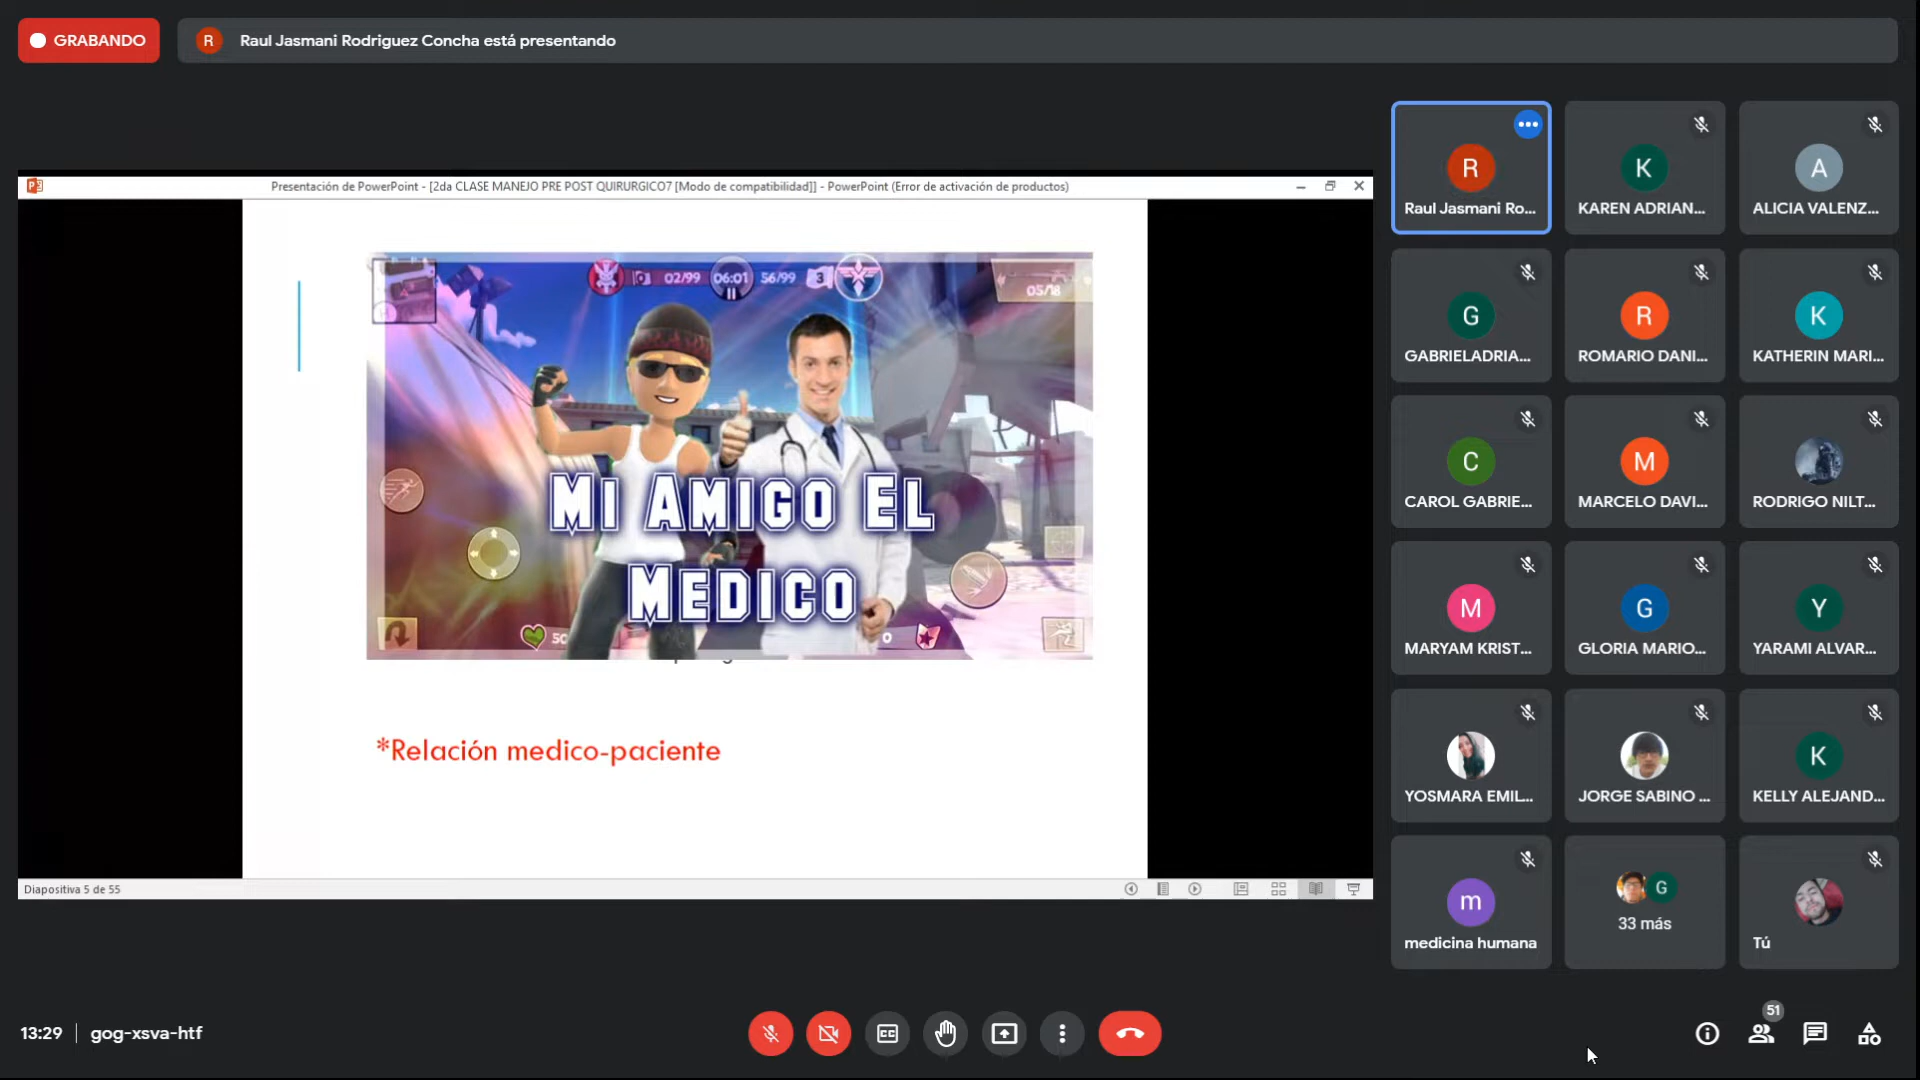 GRABANDO
R
Raul Jasmani Rodriguez Concha está presentando
Presentación de PowerPoint - [2da CLASE MANEJO PRE POST QUIRURGICO7 [Modo de compatibilidad]] - PowerPoint (Error de activación de productos)
02/99
06:01
56/99
3
05/18
MI AMIGO EL
MEDICO
50
0
*Relación medico-paciente
Diapositiva 5 de 55
R
Raul Jasmani Ro...
K
KAREN ADRIAN...
A
ALICIA VALENZ...
G
GABRIELADRIA...
R
ROMARIO DANI...
K
KATHERIN MARI...
C
CAROL GABRIE...
M
MARCELO DAVI...
RODRIGO NILT...
M
MARYAM KRIST...
G
GLORIA MARIO...
Y
YARAMI ALVAR...
YOSMARA EMIL...
JORGE SABINO ...
K
KELLY ALEJAND...
m
medicina humana
G
33 más
Tú
13:29 | gog-xsva-htf
CC
51